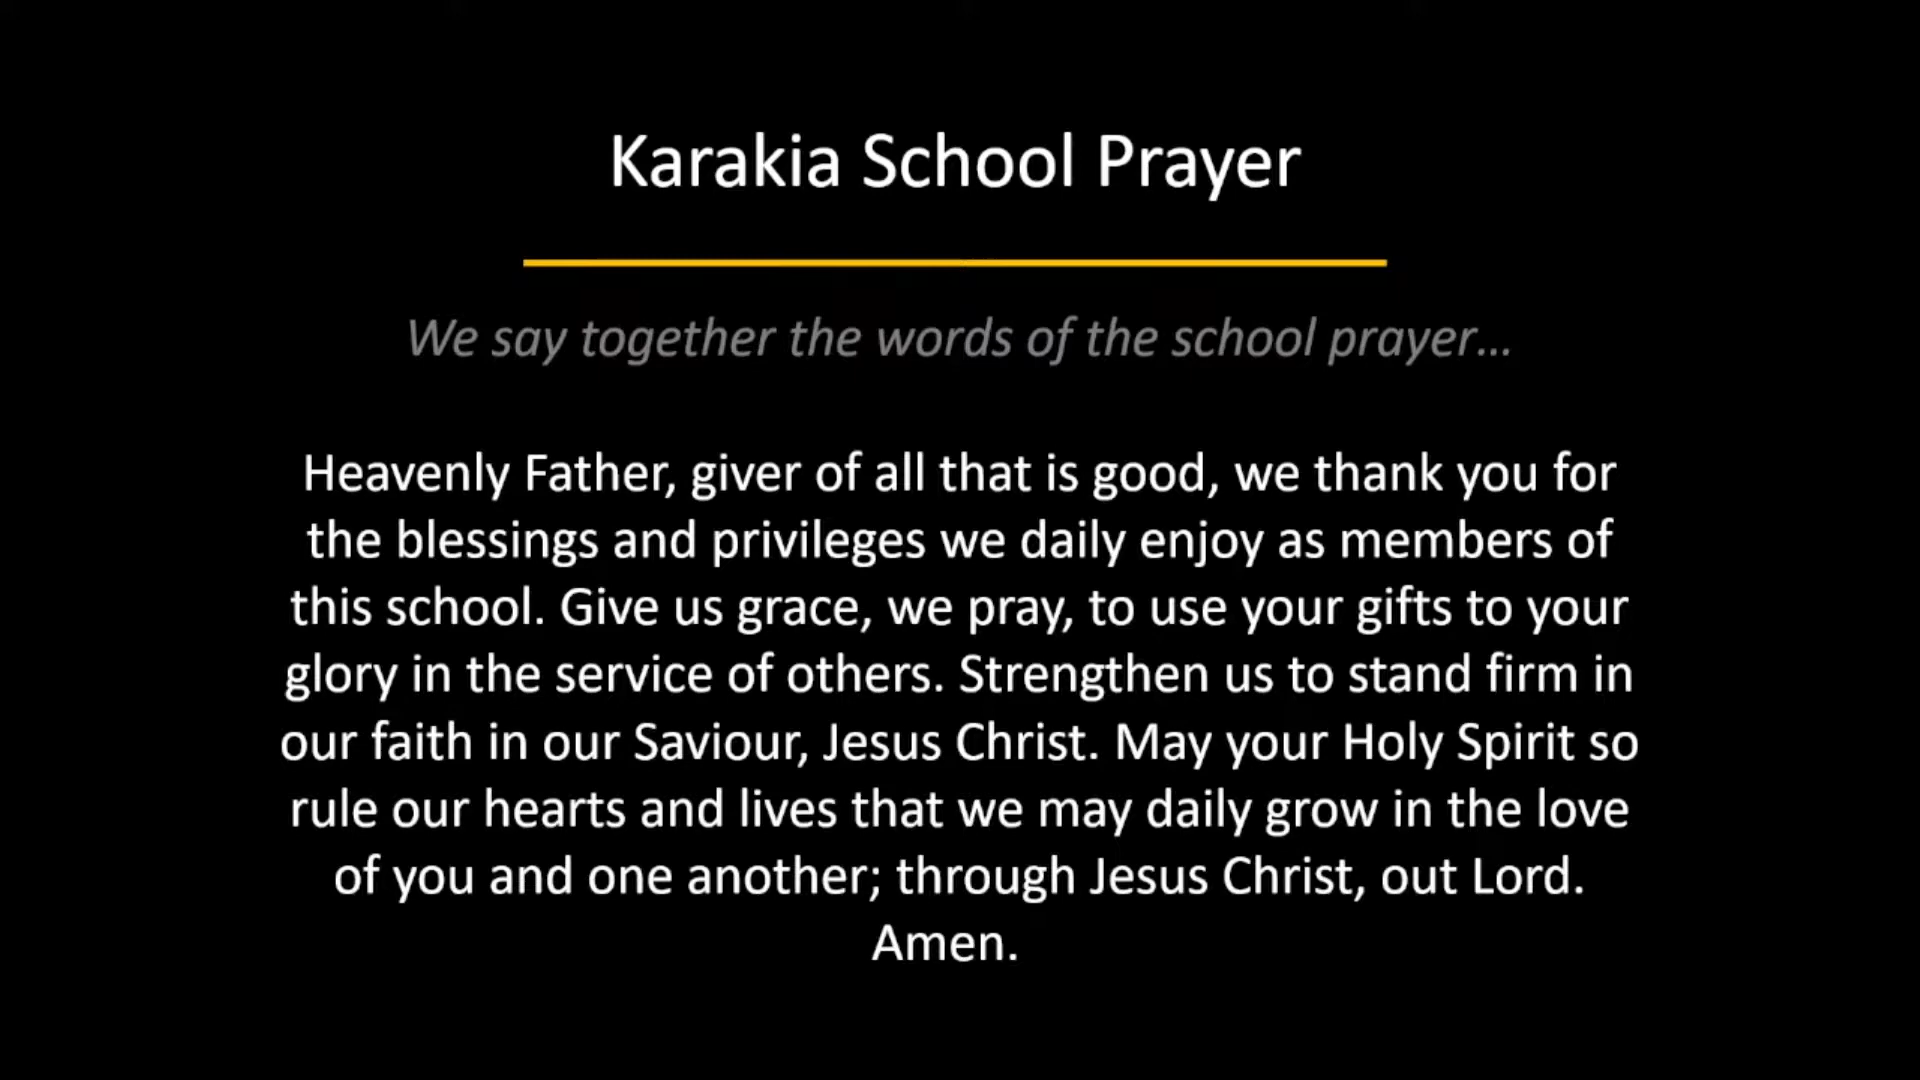 Karakia School Prayer
We say together the words of the school prayer...
Heavenly Father, giver of all that is good, we thank you for
the blessings and privileges we daily enjoy as members of
this school. Give us grace, we pray, to use your gifts to your
glory in the service of others. Strengthen us to stand firm in
our faith in our Saviour, Jesus Christ. May your Holy Spirit so
rule our hearts and lives that we may daily grow in the love
of you and one another; through Jesus Christ, out Lord.
Amen.